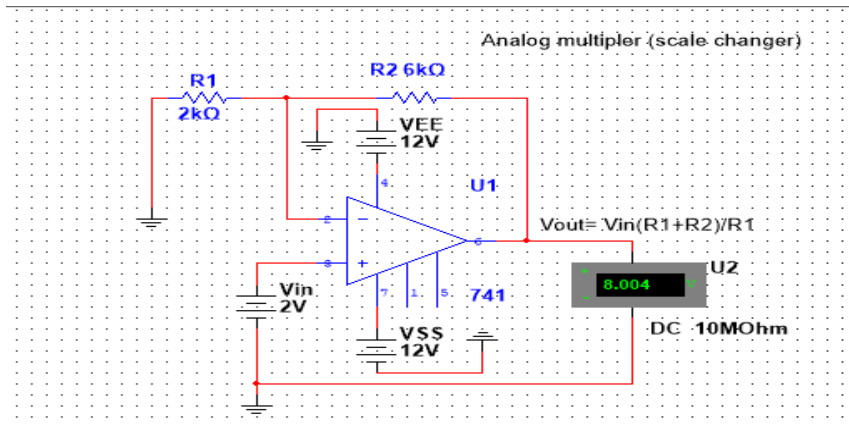 Analog multipler (scale changer)
R2 6kΩ
R1
2kΩ
VEE
12V
4
U1
2
Vout= Vin(R1+R2)/R1
6
3
U2
8.004
V
Vin
2V
7
1
5
741
VSS
12V
DC 10MOhm